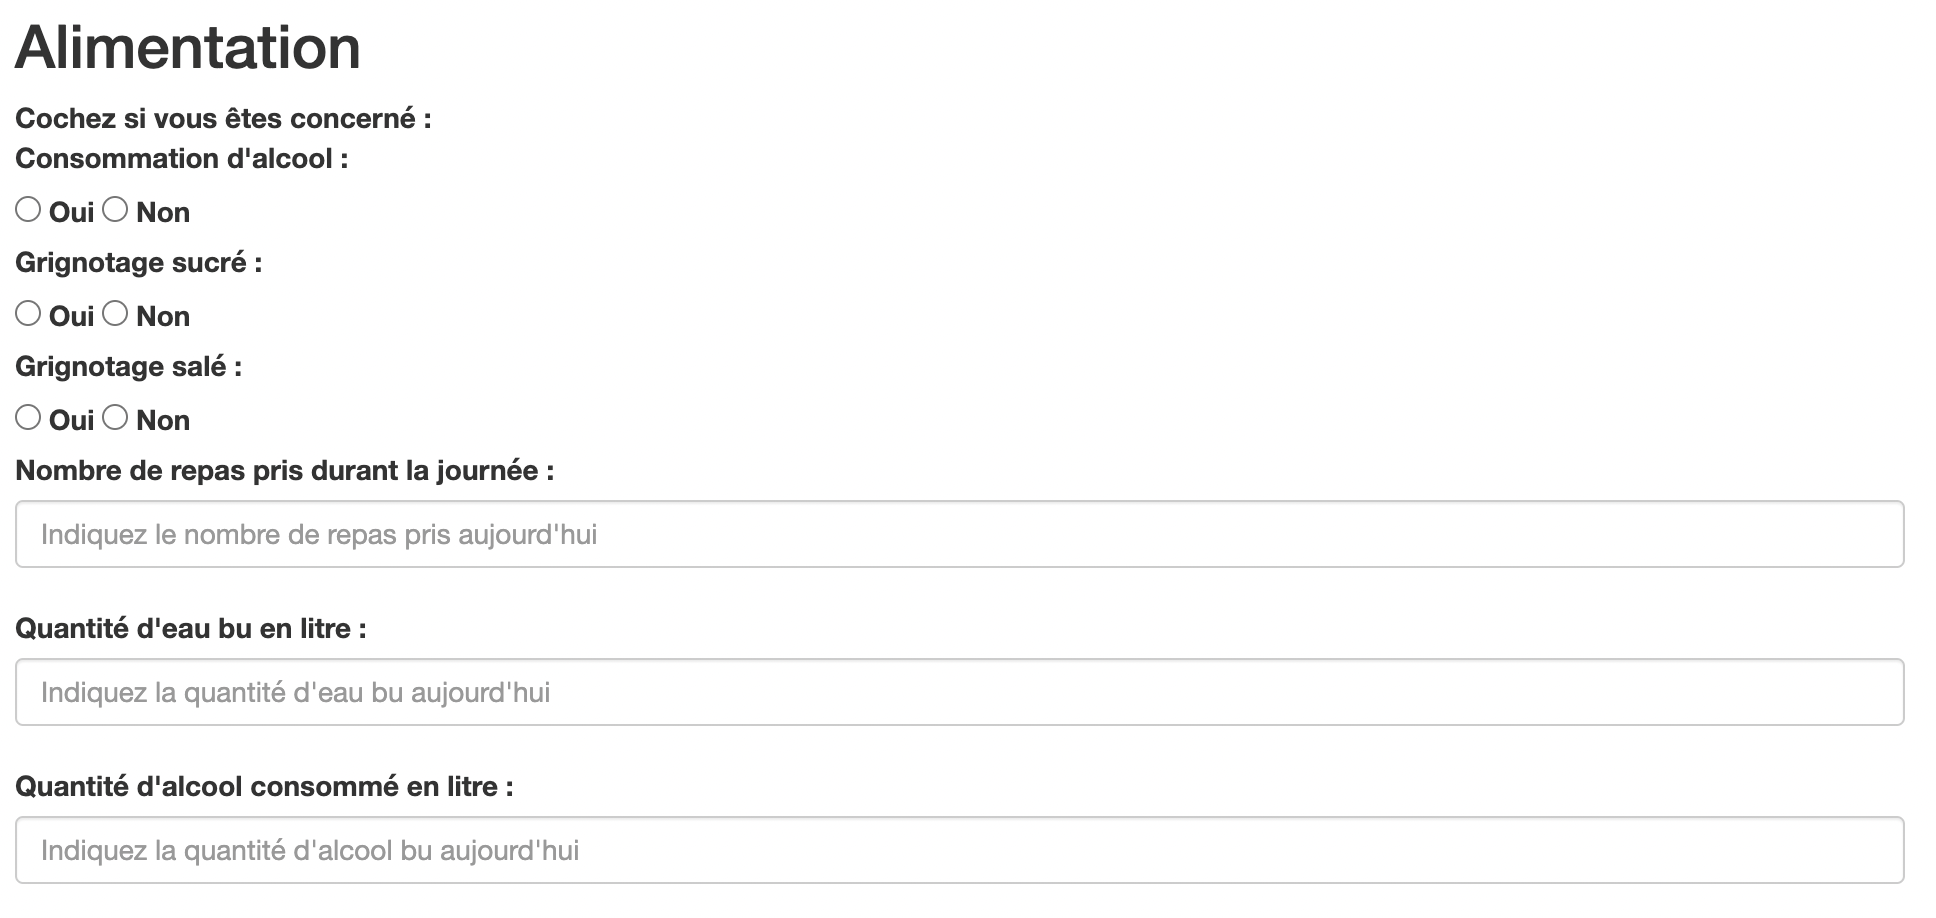 Alimentation
Cochez si vous êtes concerné :
Consommation d'alcool :
Oui Non
Grignotage sucré :
Oui Non
Grignotage salé :
Oui Non
Nombre de repas pris durant la journée :
Indiquez le nombre de repas pris aujourd'hui
Quantité d'eau bu en litre :
Indiquez la quantité d'eau bu aujourd'hui
Quantité d'alcool consommé en litre :
Indiquez la quantité d'alcool bu aujourd'hui